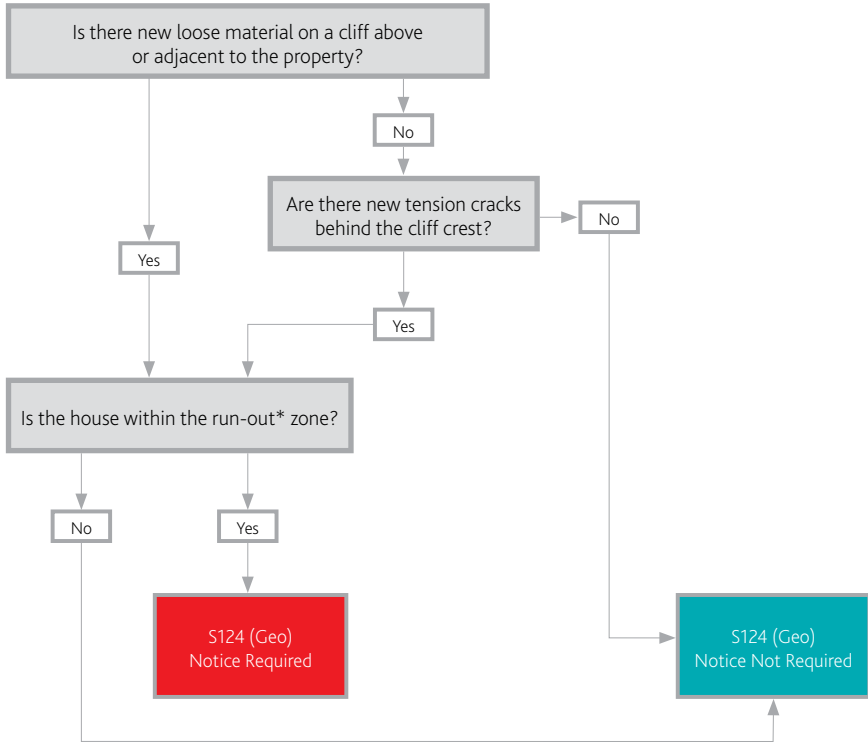 Is there new loose material on a cliff above
or adjacent to the property?
No
Are there new tension cracks
behind the cliff crest?
No
Yes
Yes
Is the house within the run-out* zone?
No
Yes
S124 (Geo)
Notice Required
S124 (Geo)
Notice Not Required